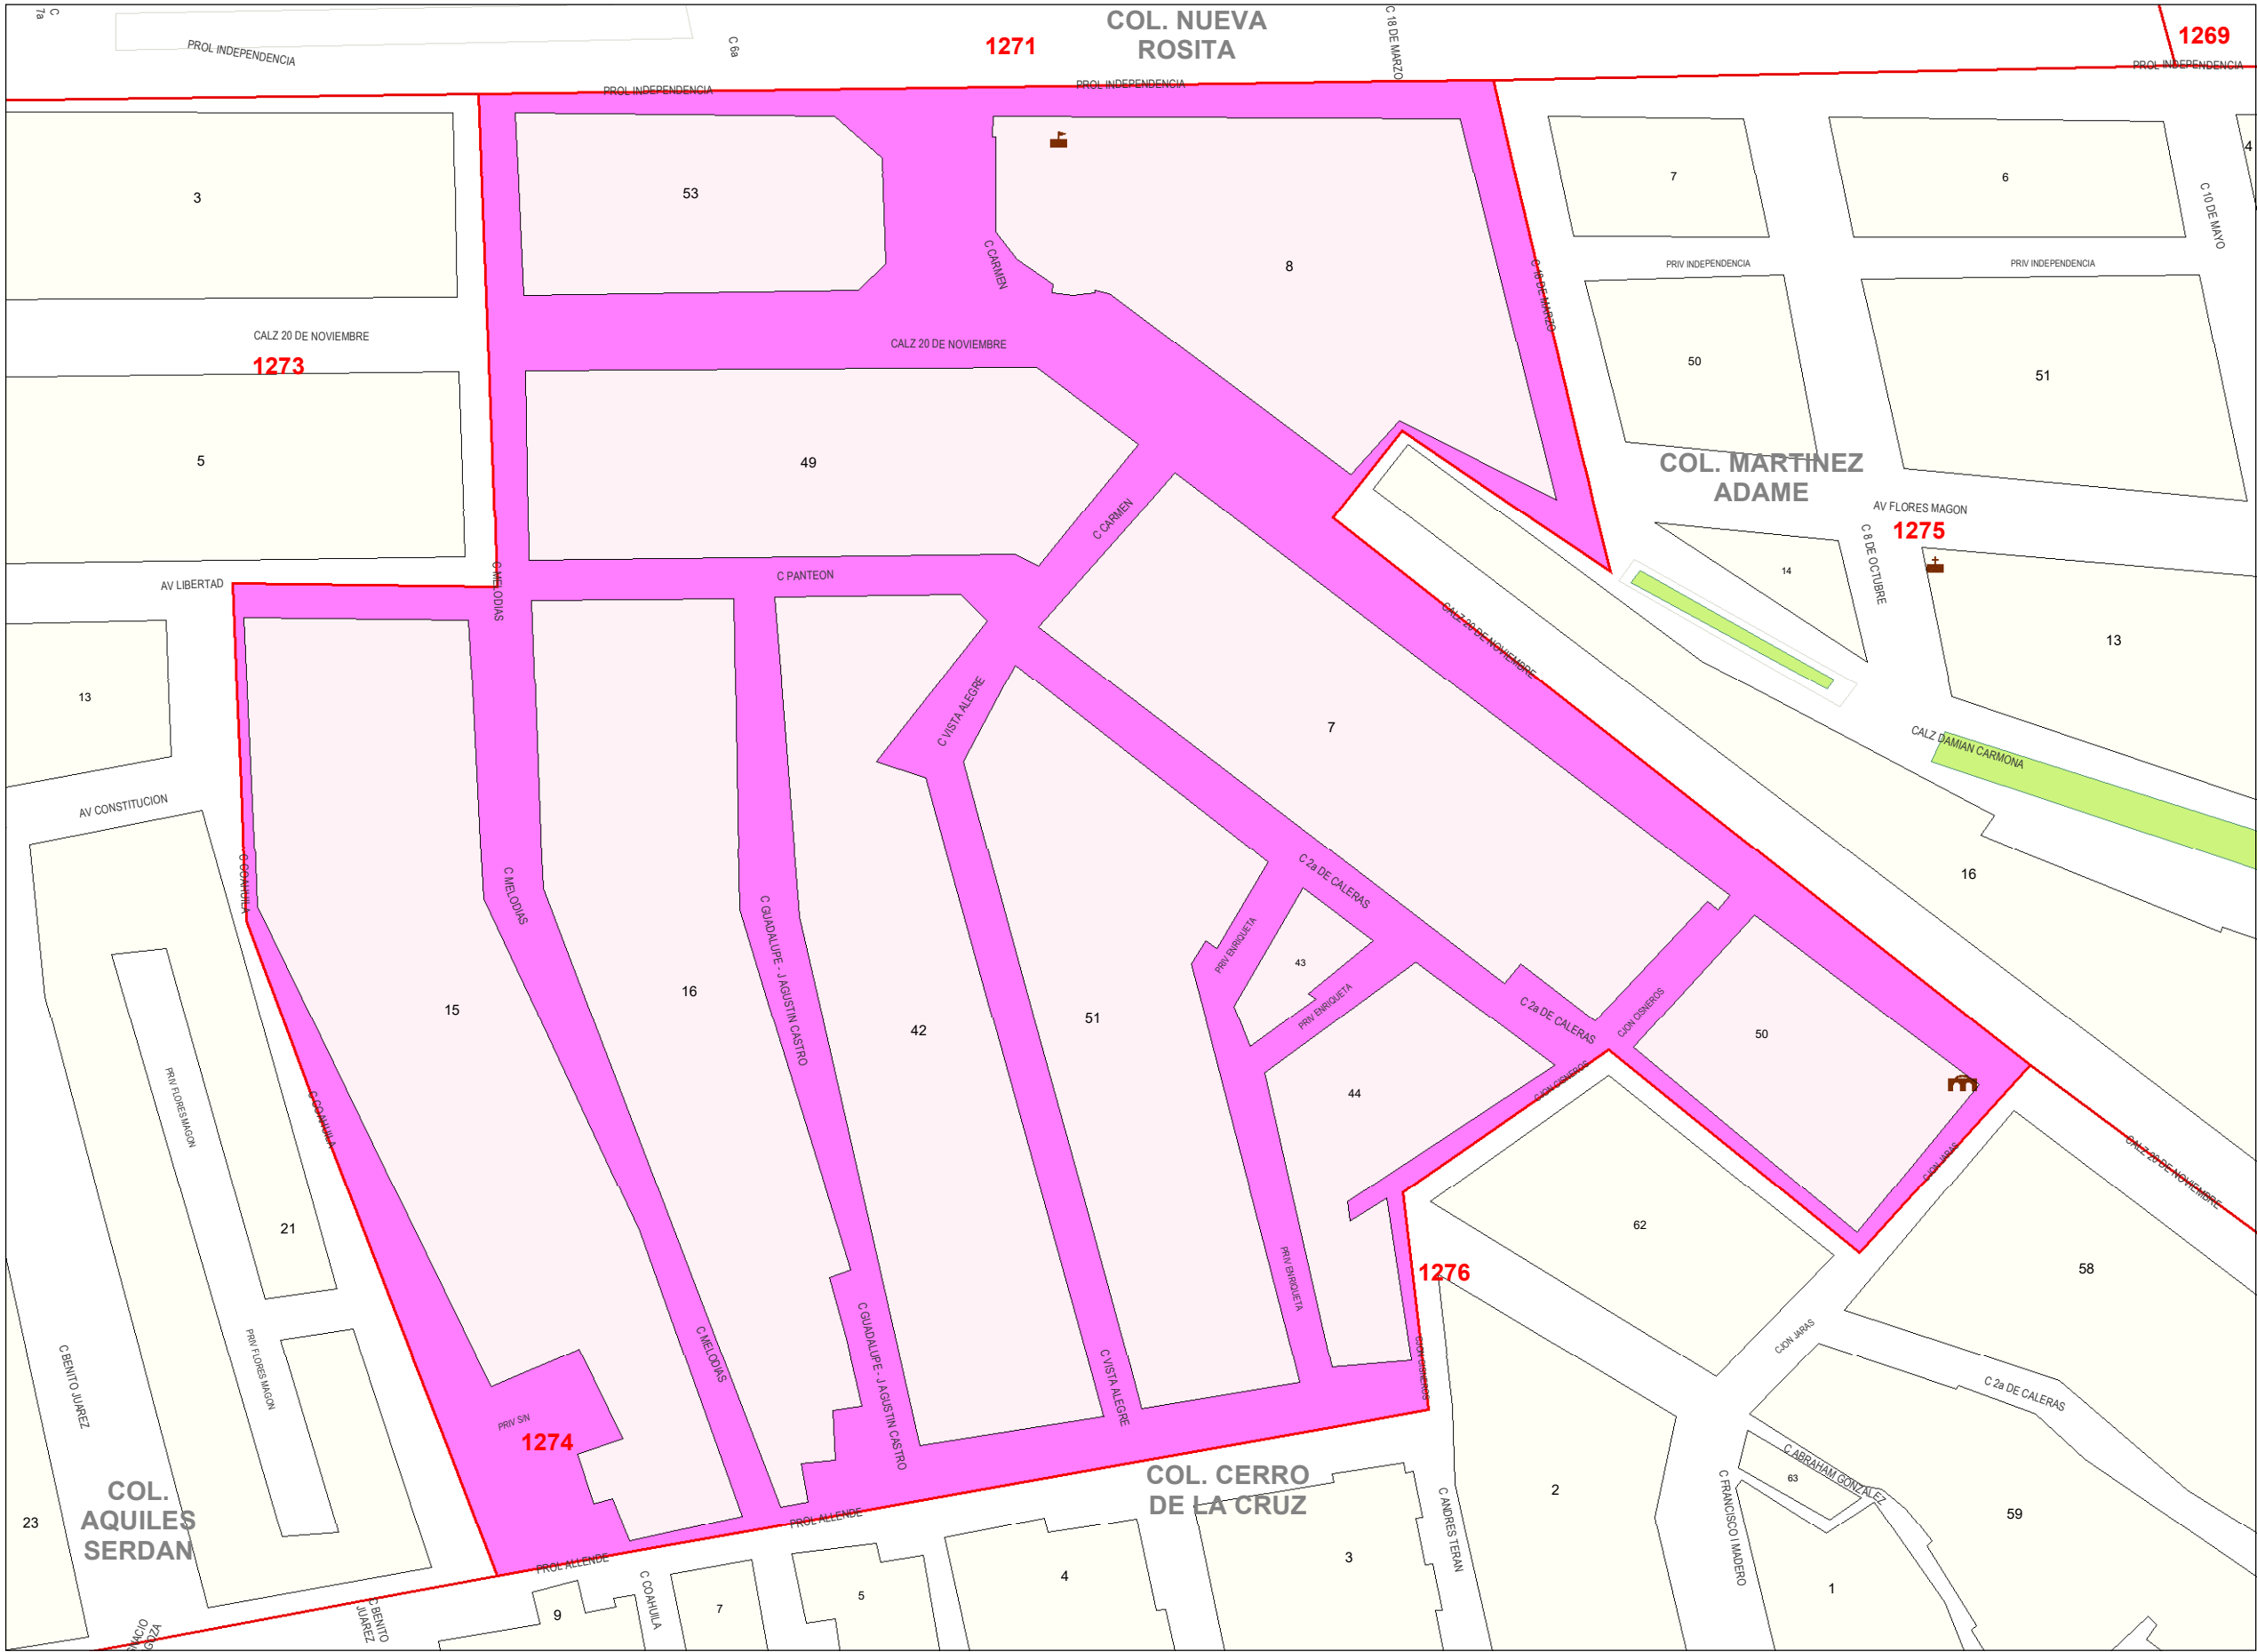 C 7a
PROL INDEPENDENCIA
C 6a
1271
COL. NUEVA
ROSITA
C 18 DE MARZO
1269
PROL INDEPENDENCIA
PROL INDEPENDENCIA
PROL INDEPENDENCIA
3
53
8
7
6
4
C 10 DE MAYO
C CARMEN
C 18 DE MARZO
PRIV INDEPENDENCIA
PRIV INDEPENDENCIA
CALZ 20 DE NOVIEMBRE
1273
CALZ 20 DE NOVIEMBRE
50
51
5
49
COL. MARTINEZ
ADAME
AV FLORES MAGON
1275
C CARMEN
C 8 DE OCTUBRE
14
AV LIBERTAD
C MELODIAS
C PANTEON
CALZ 20 DE NOVIEMBRE
13
13
C VISTA ALEGRE
7
CALZ DAMIAN CARMONA
AV CONSTITUCION
C COAHUILA
C MELODIAS
C GUADALUPE - J AGUSTIN CASTRO
C 2a DE CALERAS
16
PRIV ENRIQUETA
43
PRIV ENRIQUETA
15
16
42
51
C 2a DE CALERAS
CJON CISNEROS
50
44
CJON CISNEROS
PRIV FLORES MAGON
C COAHUILA
CJON JARAS
CALZ 20 DE NOVIEMBRE
21
62
58
1276
PRIV ENRIQUETA
PRIV FLORES MAGON
C BENITO JUAREZ
C MELODIAS
C GUADALUPE - J AGUSTIN CASTRO
C VISTA ALEGRE
CJON CISNEROS
CJON JARAS
C 2a DE CALERAS
PRIV S/N
1274
COL. CERRO
DE LA CRUZ
C ABRAHAM GONZALEZ
63
C FRANCISCO I MADERO
2
COL.
AQUILES
SERDAN
23
PROL ALLENDE
C ANDRES TERAN
59
PROL ALLENDE
3
4
5
7
9
1
C COAHUILA
C BENITO
JUAREZ